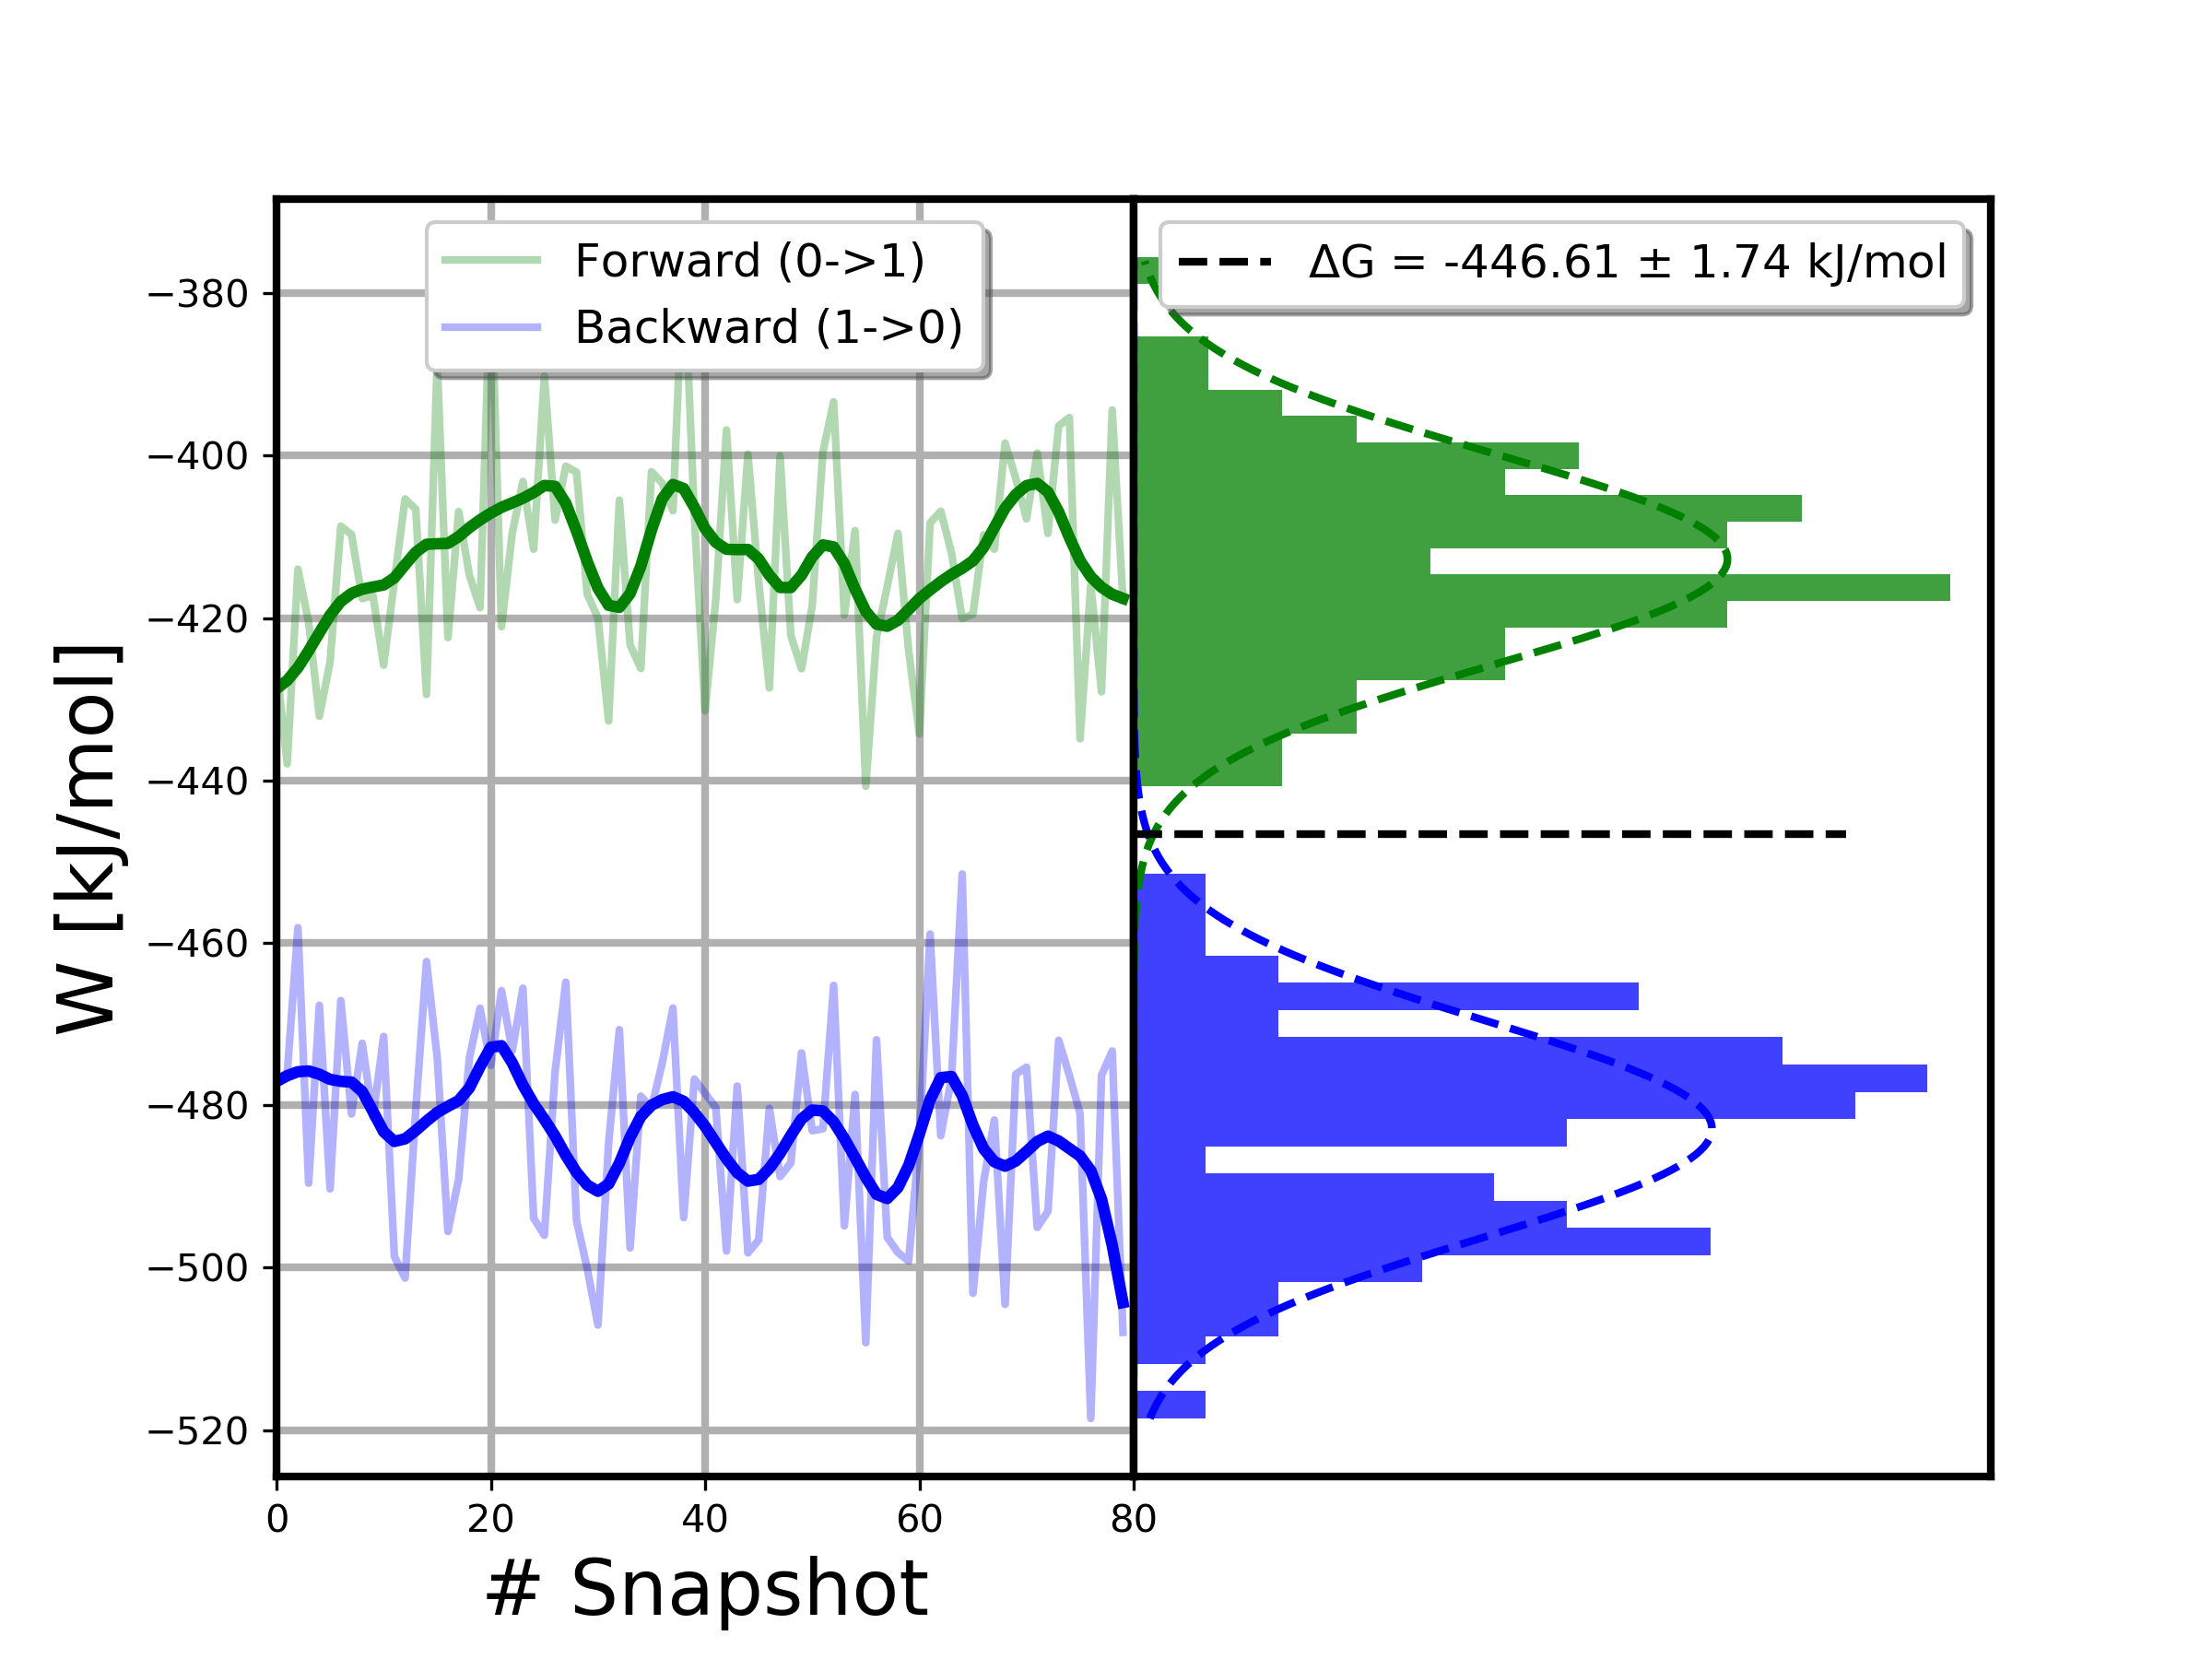 Forward (0->1)
Backward (1->0)
ΔG = -446.61 ± 1.74 kJ/mol
W [kJ/mol]
−380
−400
−420
−440
−460
−480
−500
−520
0 20 40 60 80
# Snapshot